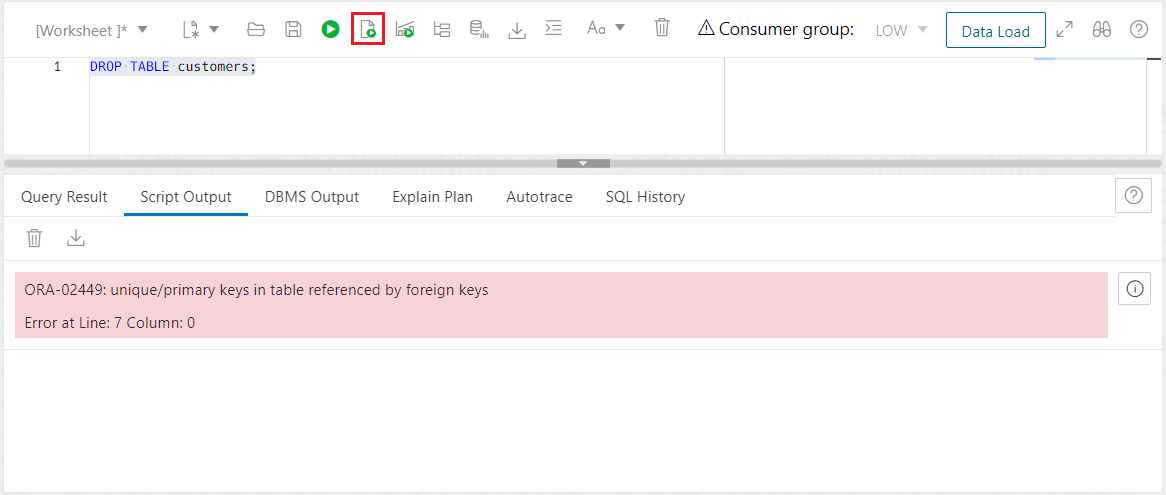 [Worksheet ]* Aa Consumer group: LOW Data Load
1 DROP TABLE customers;
Query Result Script Output DBMS Output Explain Plan Autotrace SQL History
ORA-02449: unique/primary keys in table referenced by foreign keys
Error at Line: 7 Column: 0